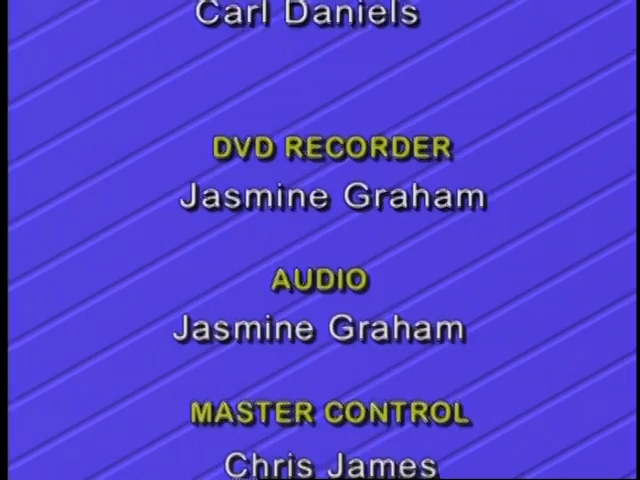 Carl Daniels
DVD RECORDER
Jasmine Graham
AUDIO
Jasmine Graham
MASTER CONTROL
Chris James